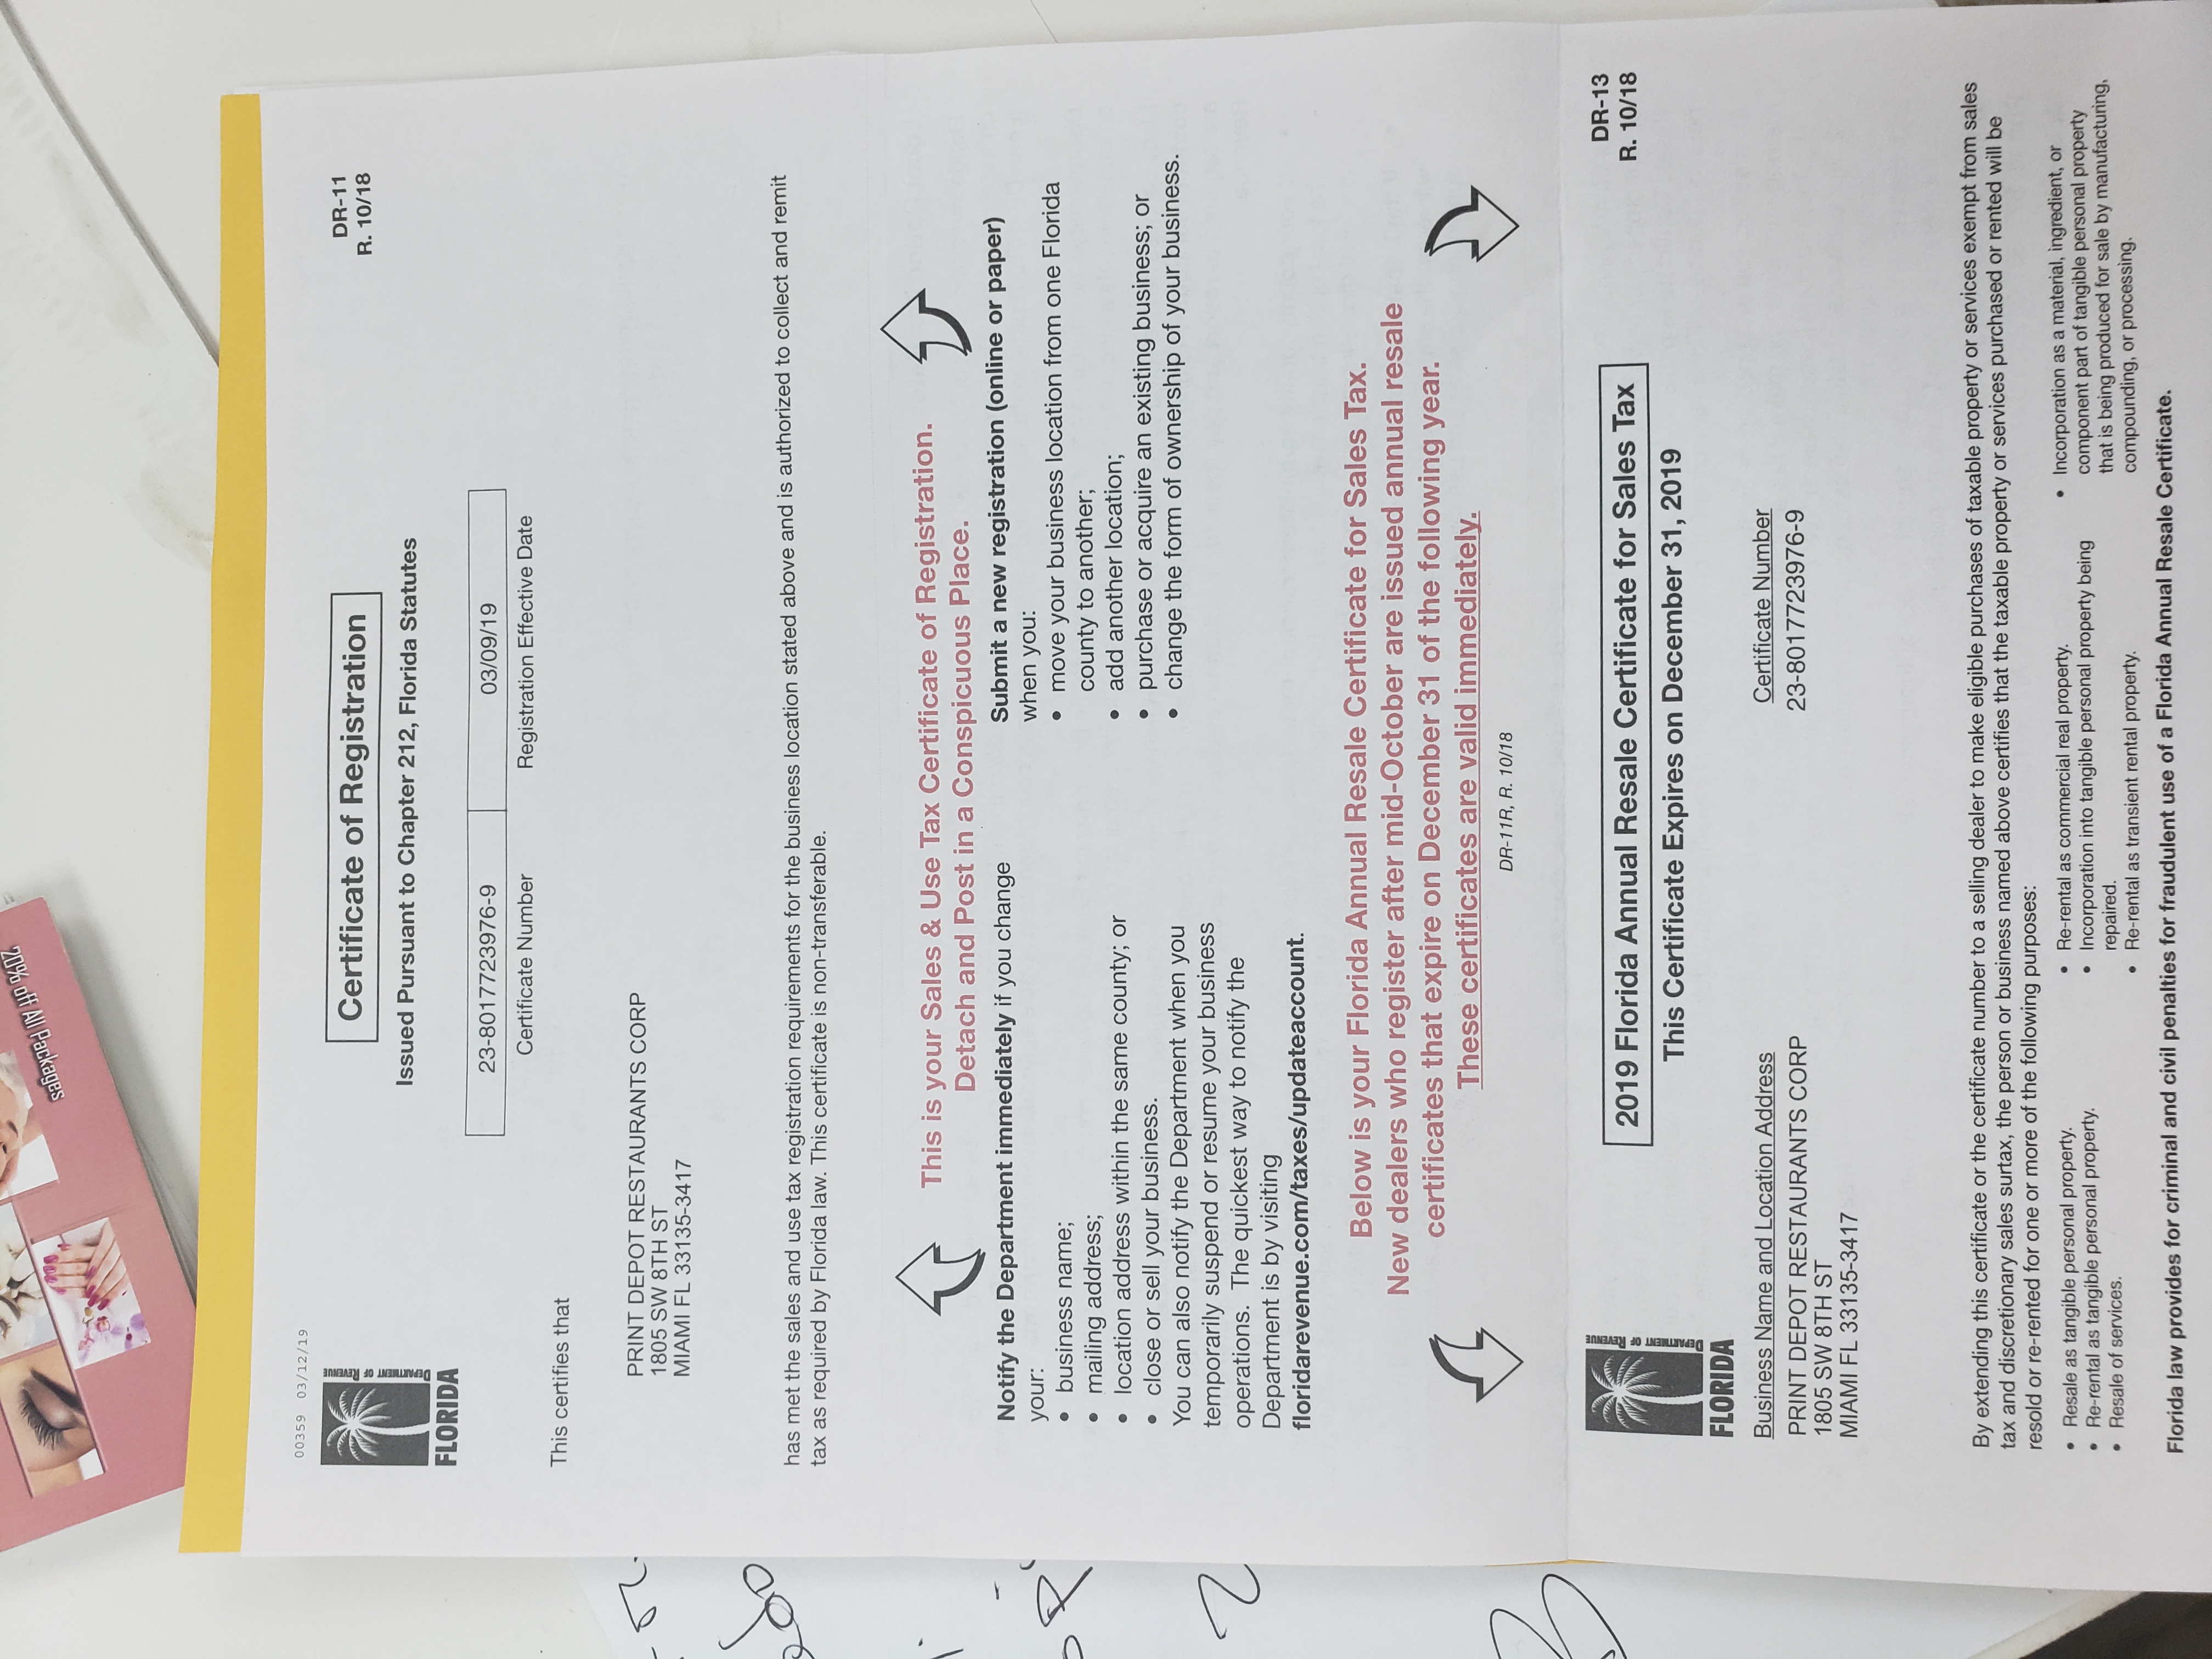 20% off All Packages
00359 03/12/19
DEPARTMENT OF REVENUE
FLORIDA
Certificate of Registration
Issued Pursuant to Chapter 212, Florida Statutes
DR-11
R. 10/18
23-8017723976-9 03/09/19
Certificate Number Registration Effective Date
This certifies that
PRINT DEPOT RESTAURANTS CORP
1805 SW 8TH ST
MIAMI FL 33135-3417
has met the sales and use tax registration requirements for the business location stated above and is authorized to collect and remit
tax as required by Florida law. This certificate is non-transferable.
This is your Sales & Use Tax Certificate of Registration.
Detach and Post in a Conspicuous Place.
Notify the Department immediately if you change
your:
• business name;
• mailing address;
• location address within the same county; or
• close or sell your business.
You can also notify the Department when you
temporarily suspend or resume your business
operations. The quickest way to notify the
Department is by visiting
floridarevenue.com/taxes/updateaccount.
Submit a new registration (online or paper)
when you:
• move your business location from one Florida
county to another;
• add another location;
• purchase or acquire an existing business; or
• change the form of ownership of your business.
Below is your Florida Annual Resale Certificate for Sales Tax.
New dealers who register after mid-October are issued annual resale
certificates that expire on December 31 of the following year.
These certificates are valid immediately.
DR-11R, R. 10/18
DEPARTMENT OF REVENUE
FLORIDA
2019 Florida Annual Resale Certificate for Sales Tax
This Certificate Expires on December 31, 2019
DR-13
R. 10/18
Business Name and Location Address
PRINT DEPOT RESTAURANTS CORP
1805 SW 8TH ST
MIAMI FL 33135-3417
Certificate Number
23-8017723976-9
By extending this certificate or the certificate number to a selling dealer to make eligible purchases of taxable property or services exempt from sales
tax and discretionary sales surtax, the person or business named above certifies that the taxable property or services purchased or rented will be
resold or re-rented for one or more of the following purposes:
• Resale as tangible personal property.
• Re-rental as tangible personal property.
• Resale of services.
• Re-rental as commercial real property.
• Incorporation into tangible personal property being
repaired.
• Re-rental as transient rental property.
• Incorporation as a material, ingredient, or
component part of tangible personal property
that is being produced for sale by manufacturing,
compounding, or processing.
Florida law provides for criminal and civil penalties for fraudulent use of a Florida Annual Resale Certificate.